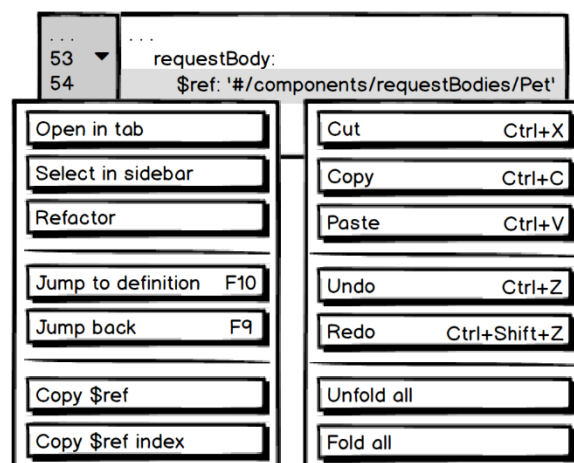 ... ...
53 requestBody:
54 $ref: '#/components/requestBodies/Pet'
Open in tab
Select in sidebar
Refactor
Jump to definition F10
Jump back F9
Copy $ref
Copy $ref index
Cut Ctrl+X
Copy Ctrl+C
Paste Ctrl+V
Undo Ctrl+Z
Redo Ctrl+Shift+Z
Unfold all
Fold all